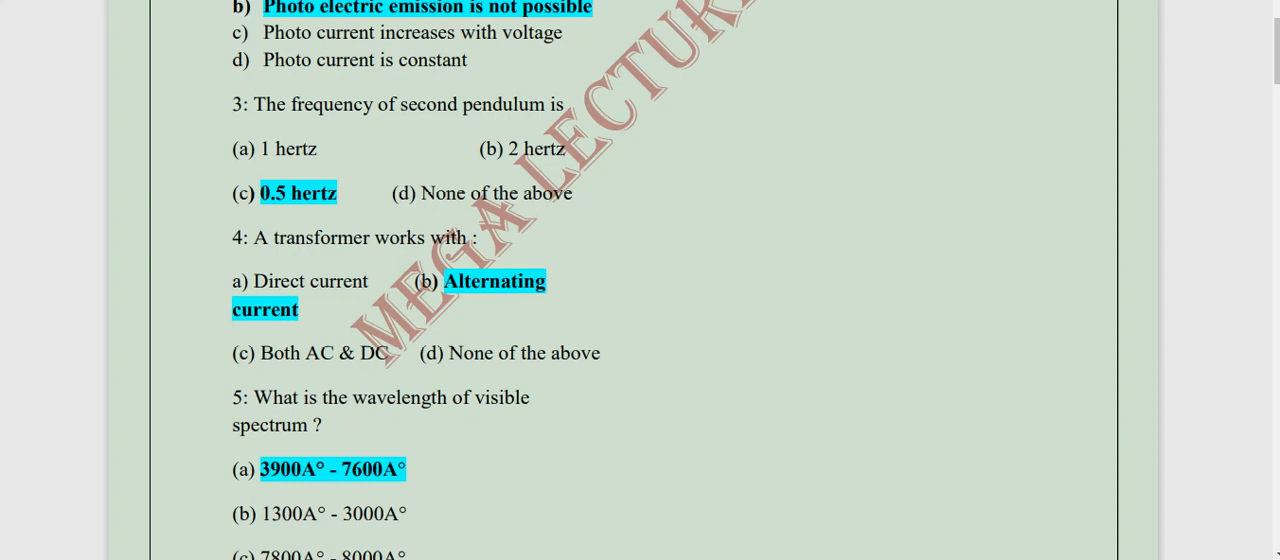 b) Photo electric emission is not possible
c) Photo current increases with voltage
d) Photo current is constant
3: The frequency of second pendulum is
(a) 1 hertz (b) 2 hertz
(c) 0.5 hertz (d) None of the above
4: A transformer works with :
a) Direct current (b) Alternating
current
(c) Both AC & DC (d) None of the above
5: What is the wavelength of visible
spectrum ?
(a) 3900A° - 7600A°
(b) 1300A° - 3000A°
(c) 7800A° - 8000A°
MEGA LECTURE